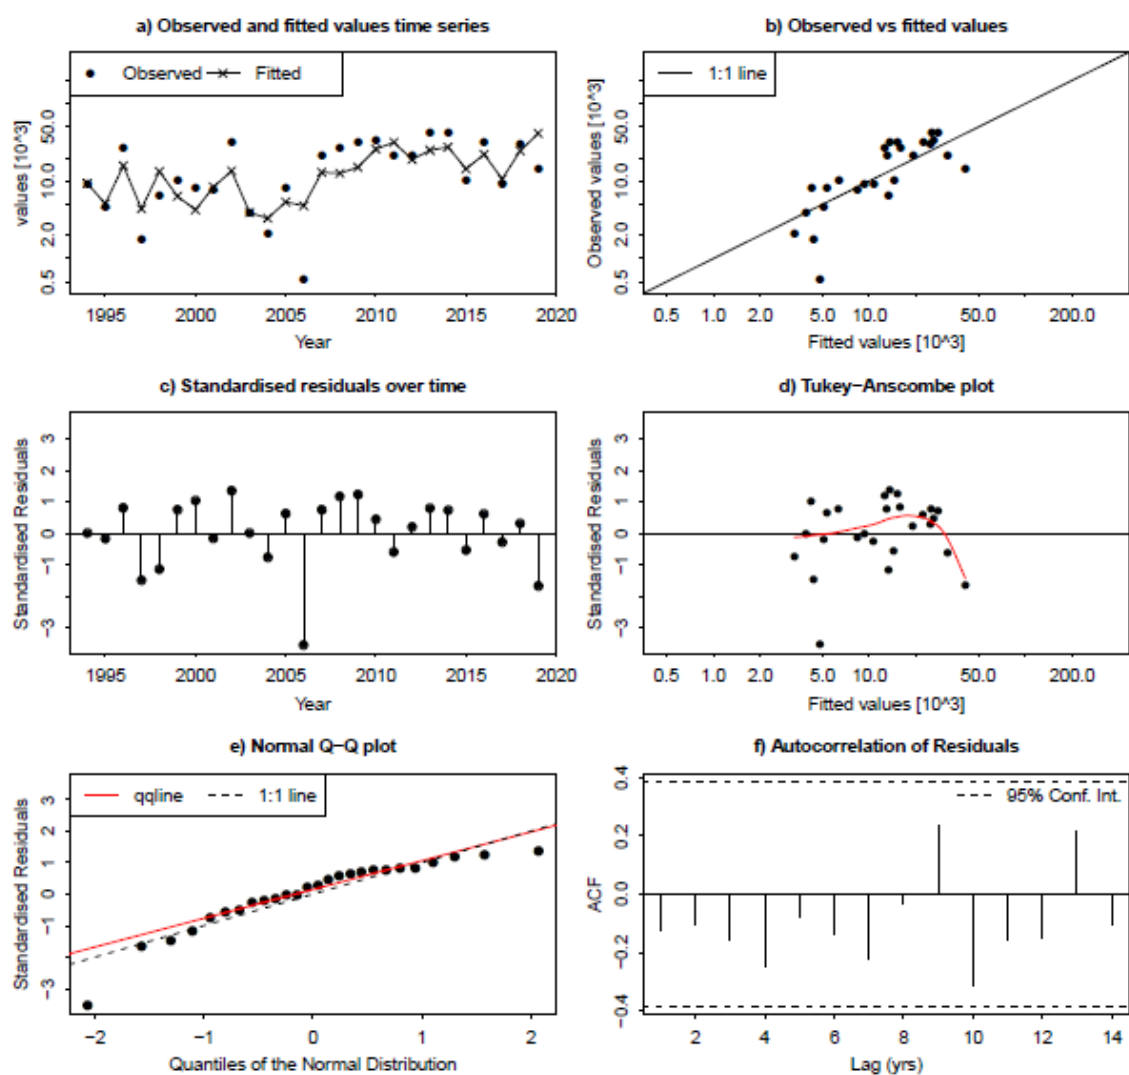 a) Observed and fitted values time series
Observed
Fitted
values [10^3]
50.0
10.0
2.0
0.5
1995 2000 2005 2010 2015 2020
Year
b) Observed vs fitted values
1:1 line
Observed values [10^3]
50.0
10.0
5.0
2.0
0.5
0.5 1.0 2.0 5.0 10.0 50.0 200.0
Fitted values [10^3]
c) Standardised residuals over time
Standardised Residuals
3
2
1
0
−1
−3
1995 2000 2005 2010 2015 2020
Year
d) Tukey−Anscombe plot
Standardised Residuals
3
2
1
0
−1
−3
0.5 1.0 2.0 5.0 10.0 50.0 200.0
Fitted values [10^3]
e) Normal Q−Q plot
qqline
1:1 line
Standardised Residuals
3
2
1
0
−1
−3
−2 −1 0 1 2
Quantiles of the Normal Distribution
f) Autocorrelation of Residuals
95% Conf. Int.
ACF
0.4
0.2
0.0
−0.2
−0.4
2 4 6 8 10 12 14
Lag (yrs)